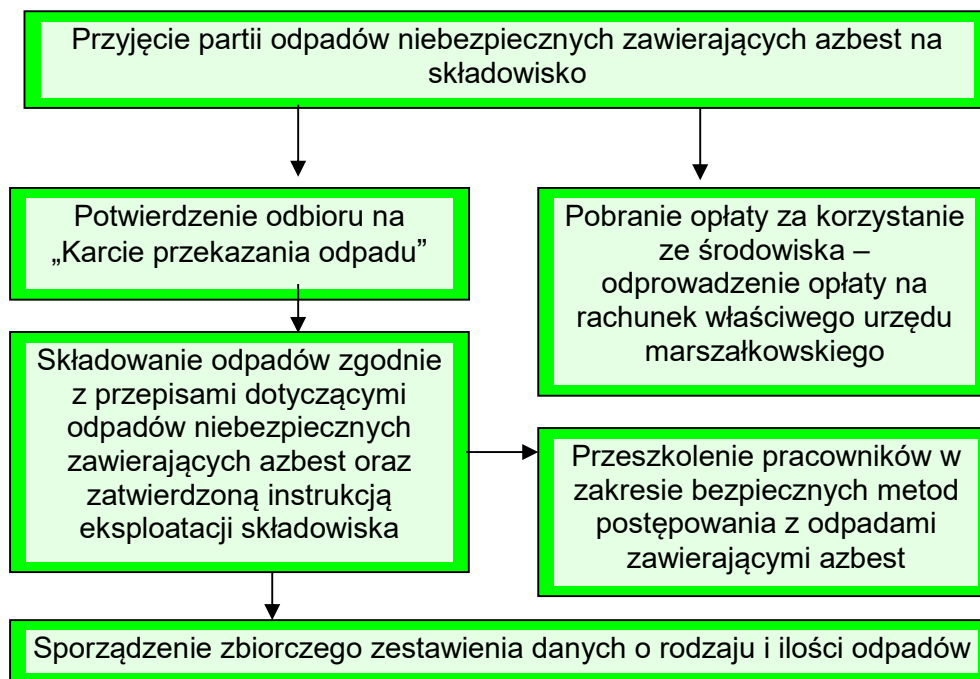 Przyjęcie partii odpadów niebezpiecznych zawierających azbest na
składowisko
Potwierdzenie odbioru na
„Karcie przekazania odpadu”
Pobranie opłaty za korzystanie
ze środowiska –
odprowadzenie opłaty na
rachunek właściwego urzędu
marszałkowskiego
Składowanie odpadów zgodnie
z przepisami dotyczącymi
odpadów niebezpiecznych
zawierających azbest oraz
zatwierdzoną instrukcją
eksploatacji składowiska
Przeszkolenie pracowników w
zakresie bezpiecznych metod
postępowania z odpadami
zawierającymi azbest
Sporządzenie zbiorczego zestawienia danych o rodzaju i ilości odpadów